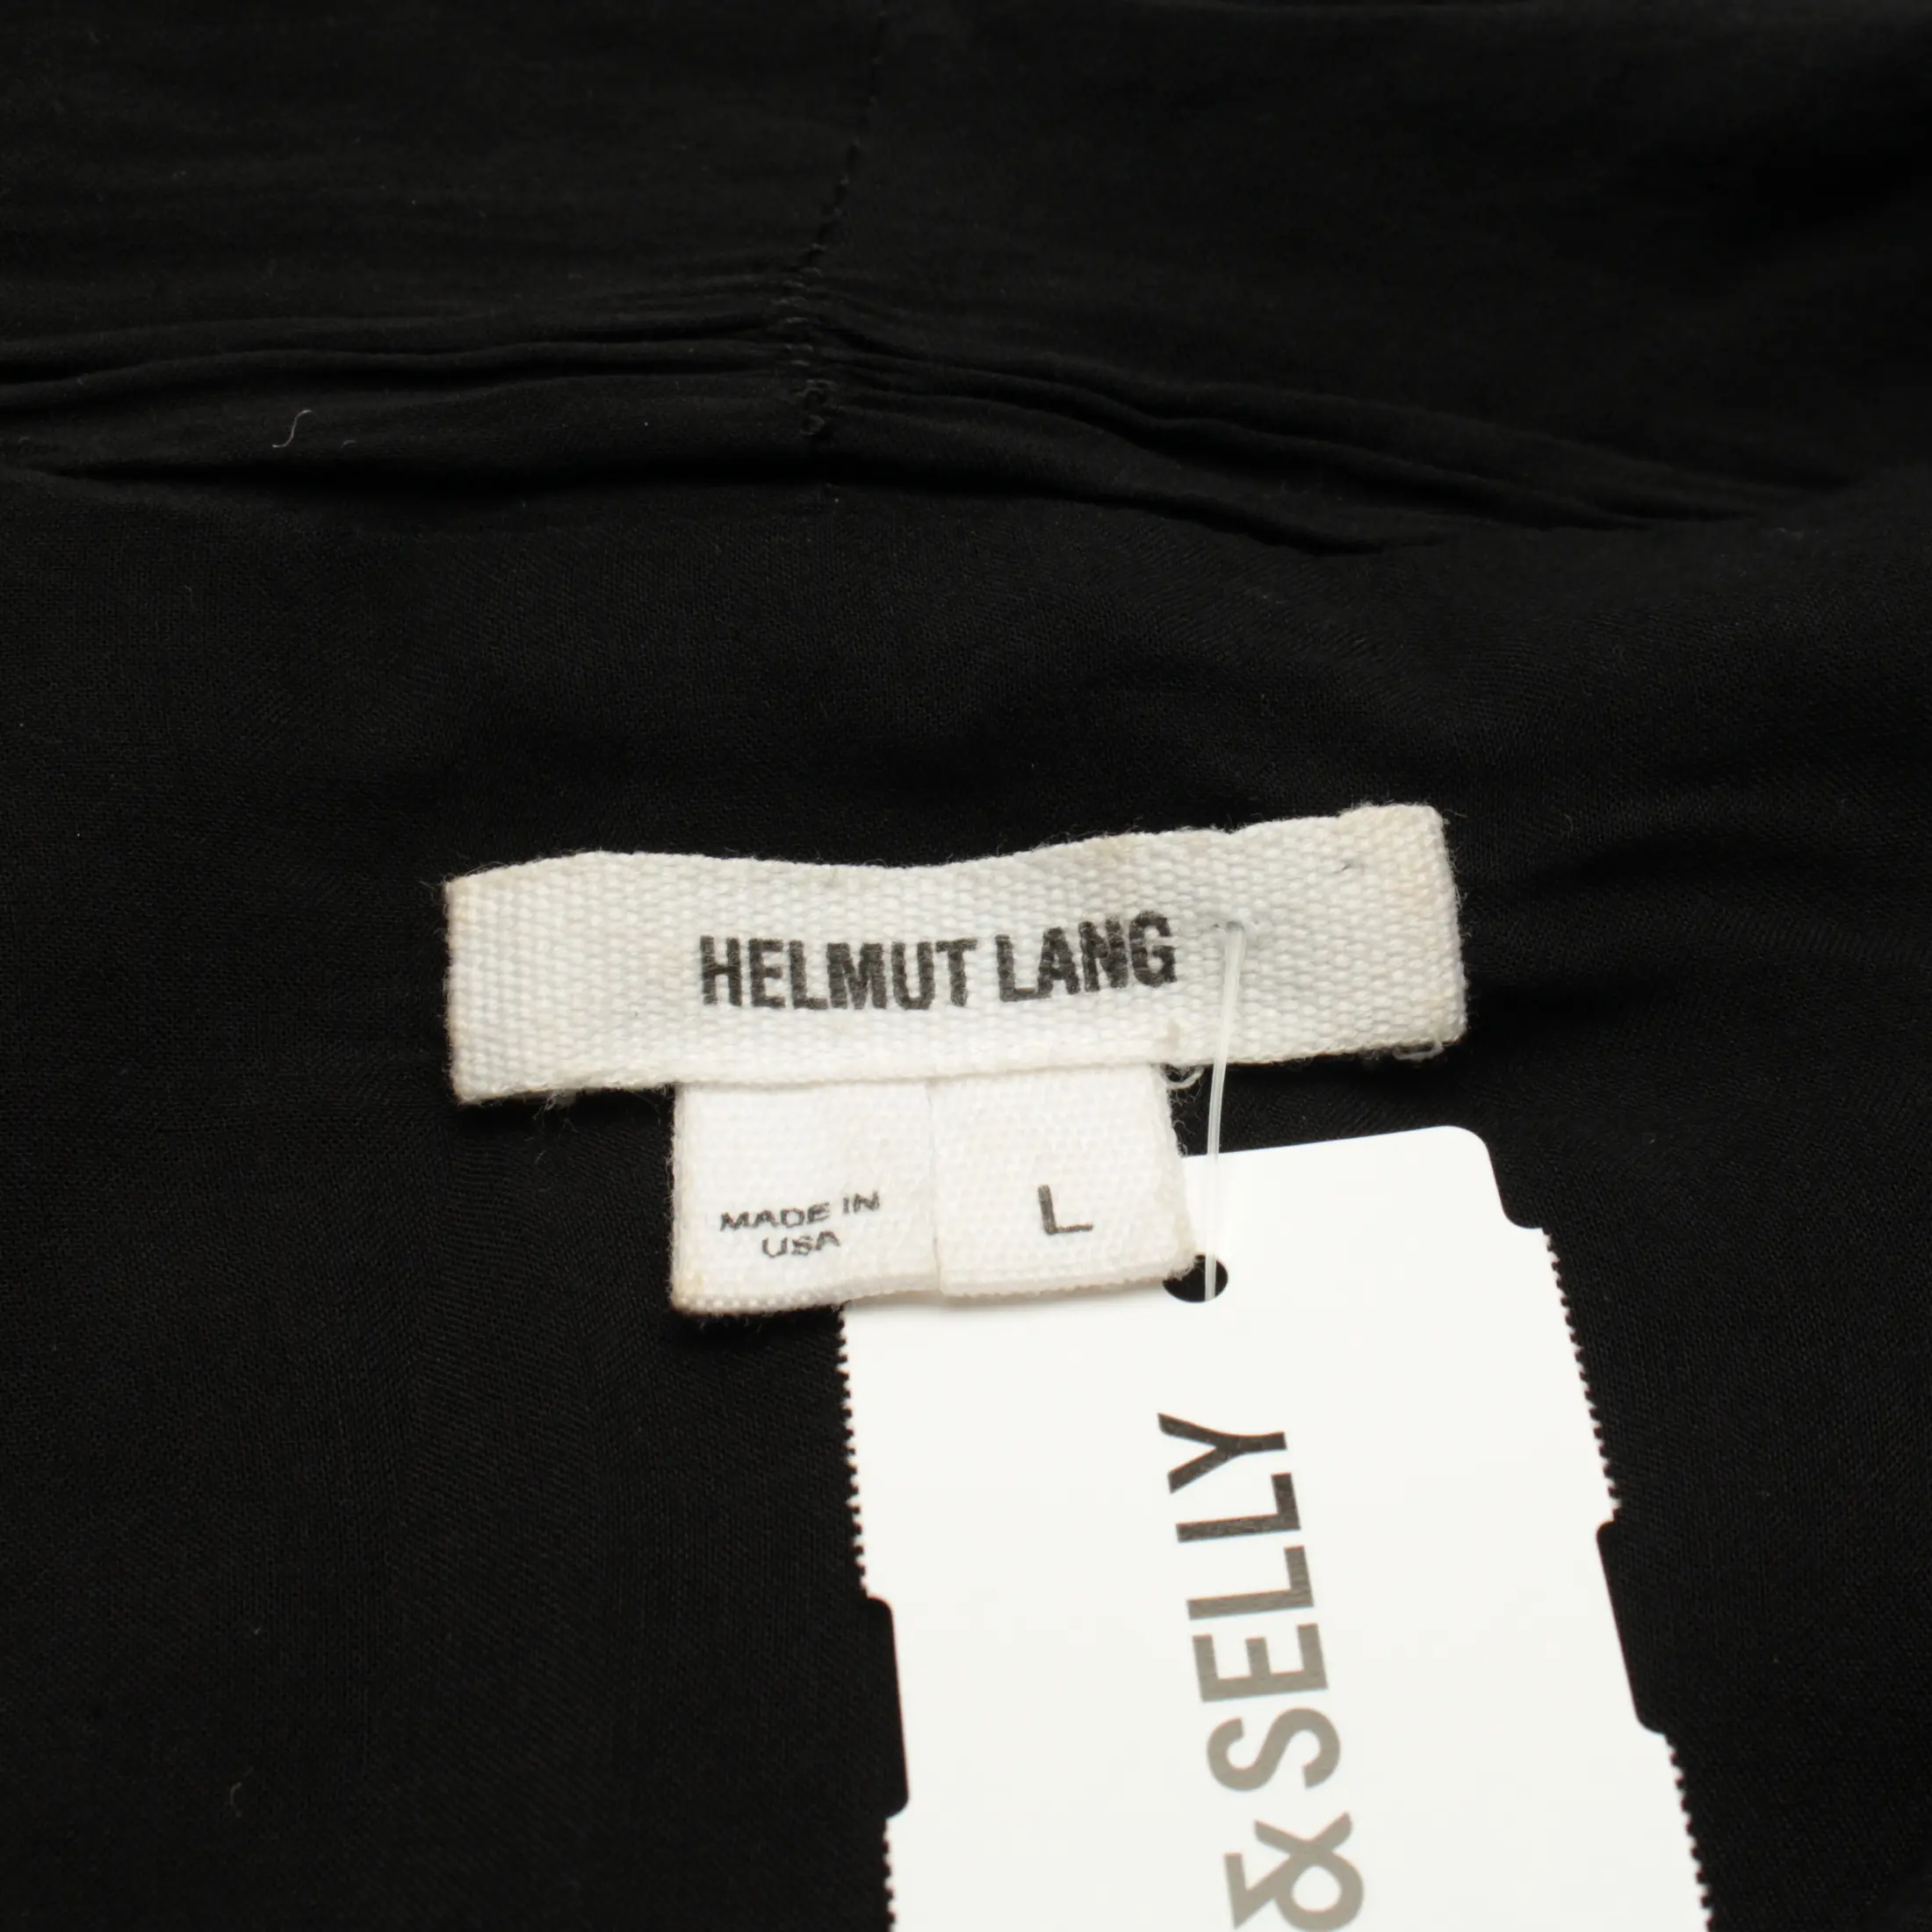 HELMUT LANG
MADE IN
USA
L
& SELLY